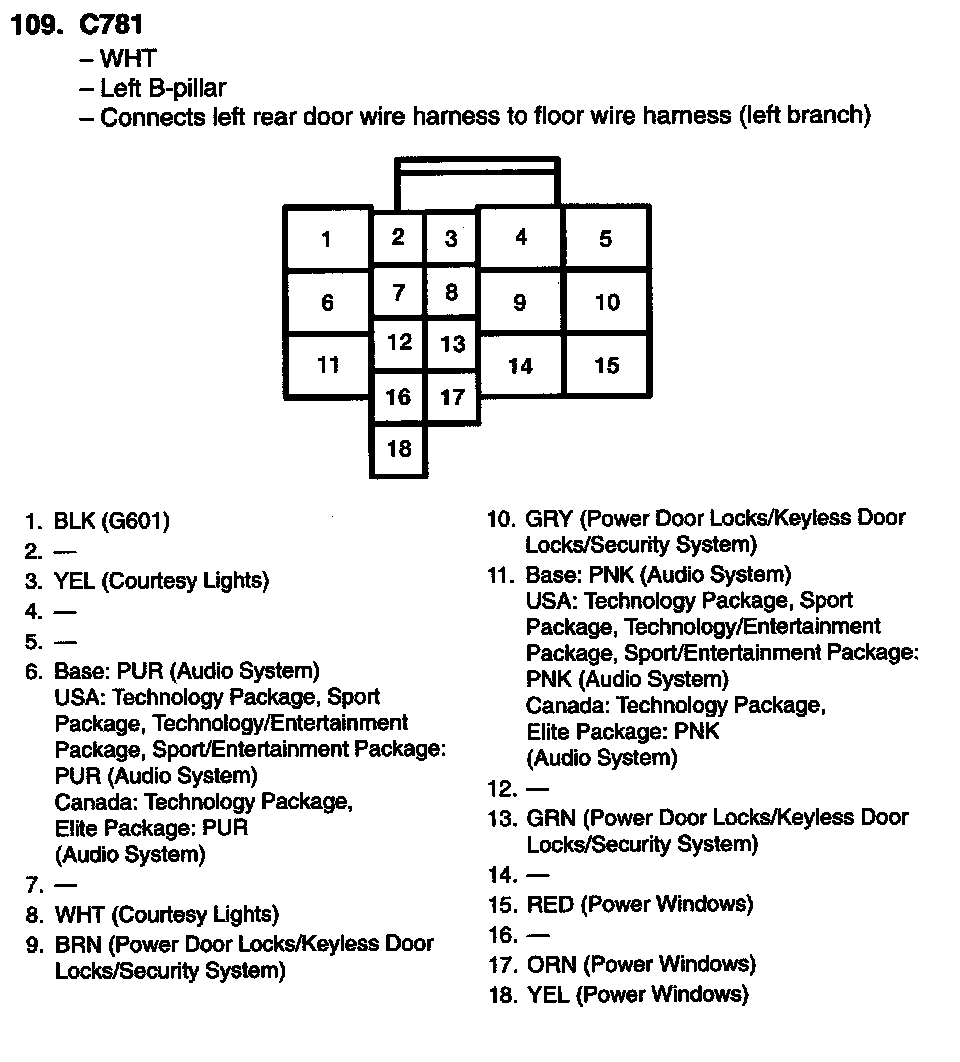 109. C781
– WHT
– Left B-pillar
– Connects left rear door wire harness to floor wire harness (left branch)
1 2 3 4 5
6 7 8 9 10
11 12 13 14 15
16 17
18
1. BLK (G601)
2. —
3. YEL (Courtesy Lights)
4. —
5. —
6. Base: PUR (Audio System)
USA: Technology Package, Sport
Package, Technology/Entertainment
Package, Sport/Entertainment Package:
PUR (Audio System)
Canada: Technology Package,
Elite Package: PUR
(Audio System)
7. —
8. WHT (Courtesy Lights)
9. BRN (Power Door Locks/Keyless Door
Locks/Security System)
10. GRY (Power Door Locks/Keyless Door
Locks/Security System)
11. Base: PNK (Audio System)
USA: Technology Package, Sport
Package, Technology/Entertainment
Package, Sport/Entertainment Package:
PNK (Audio System)
Canada: Technology Package,
Elite Package: PNK
(Audio System)
12. —
13. GRN (Power Door Locks/Keyless Door
Locks/Security System)
14. —
15. RED (Power Windows)
16. —
17. ORN (Power Windows)
18. YEL (Power Windows)